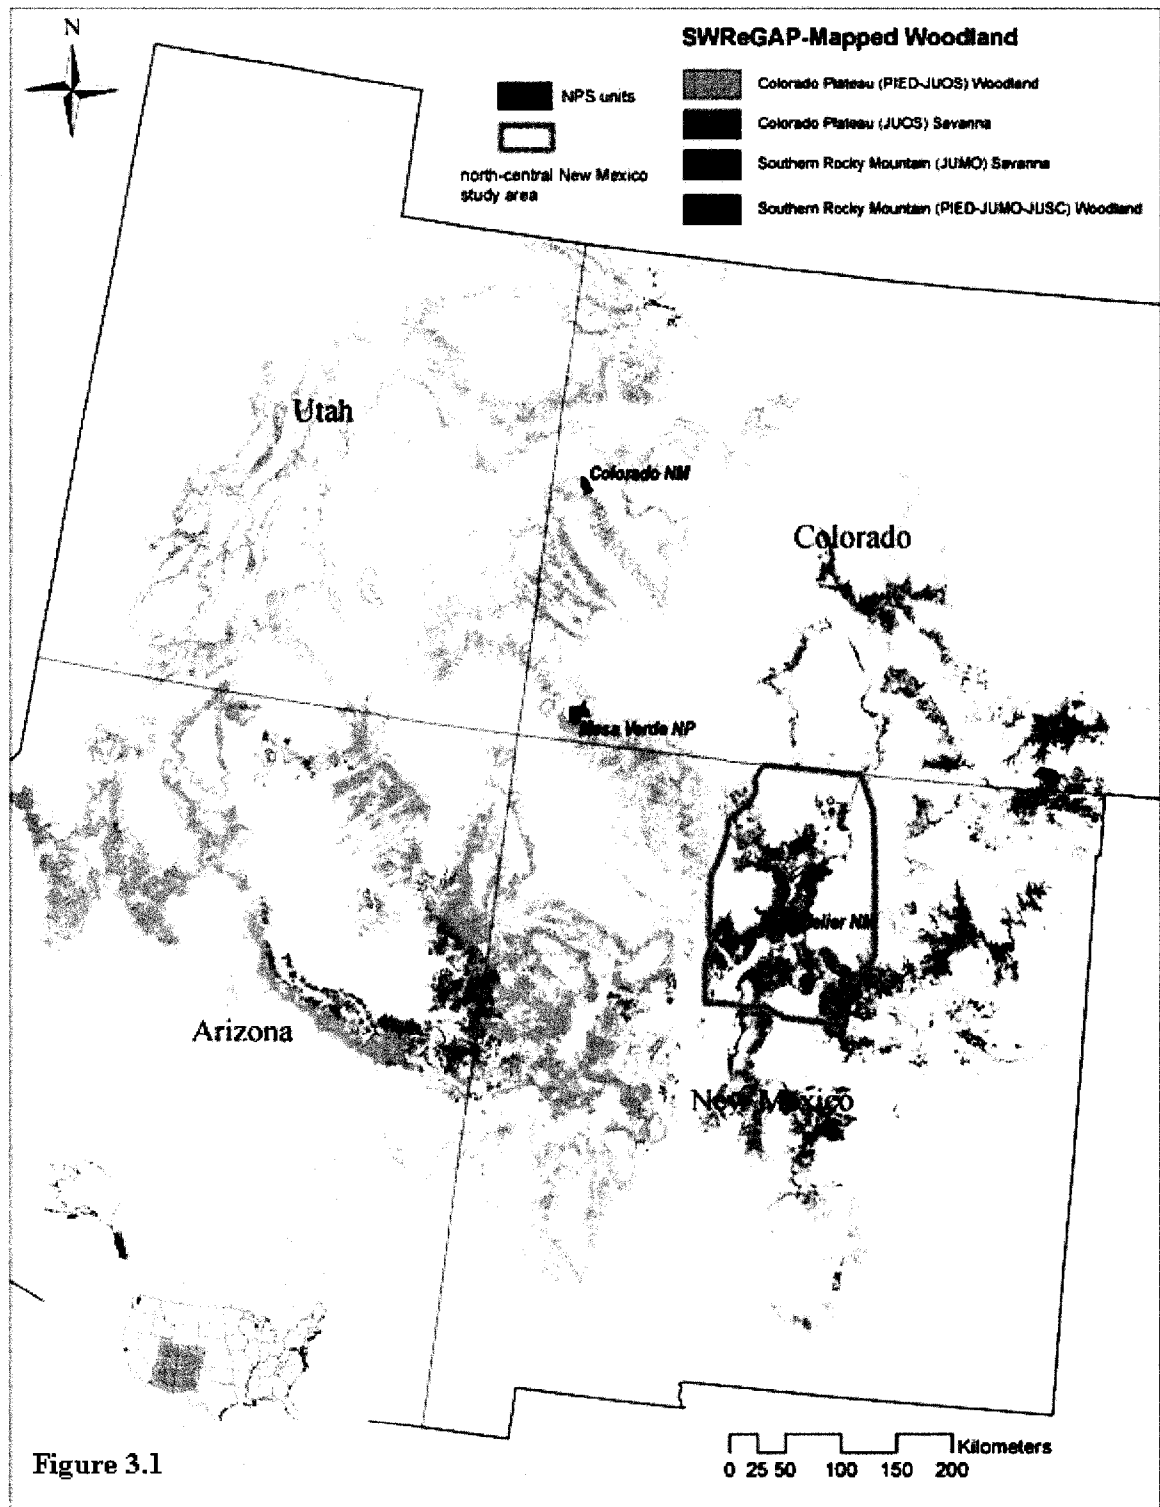 N
SWReGAP-Mapped Woodland
NPS units
north-central New Mexico
study area
Colorado Plateau (PIED-JUOS) Woodland
Colorado Plateau (JUOS) Savanna
Southern Rocky Mountain (JUMO) Savanna
Southern Rocky Mountain (PIED-JUMO-JUSC) Woodland
Utah
Colorado NM
Colorado
Mesa Verde NP
Arizona
New Mexico
Figure 3.1
Kilometers
0 25 50 100 150 200